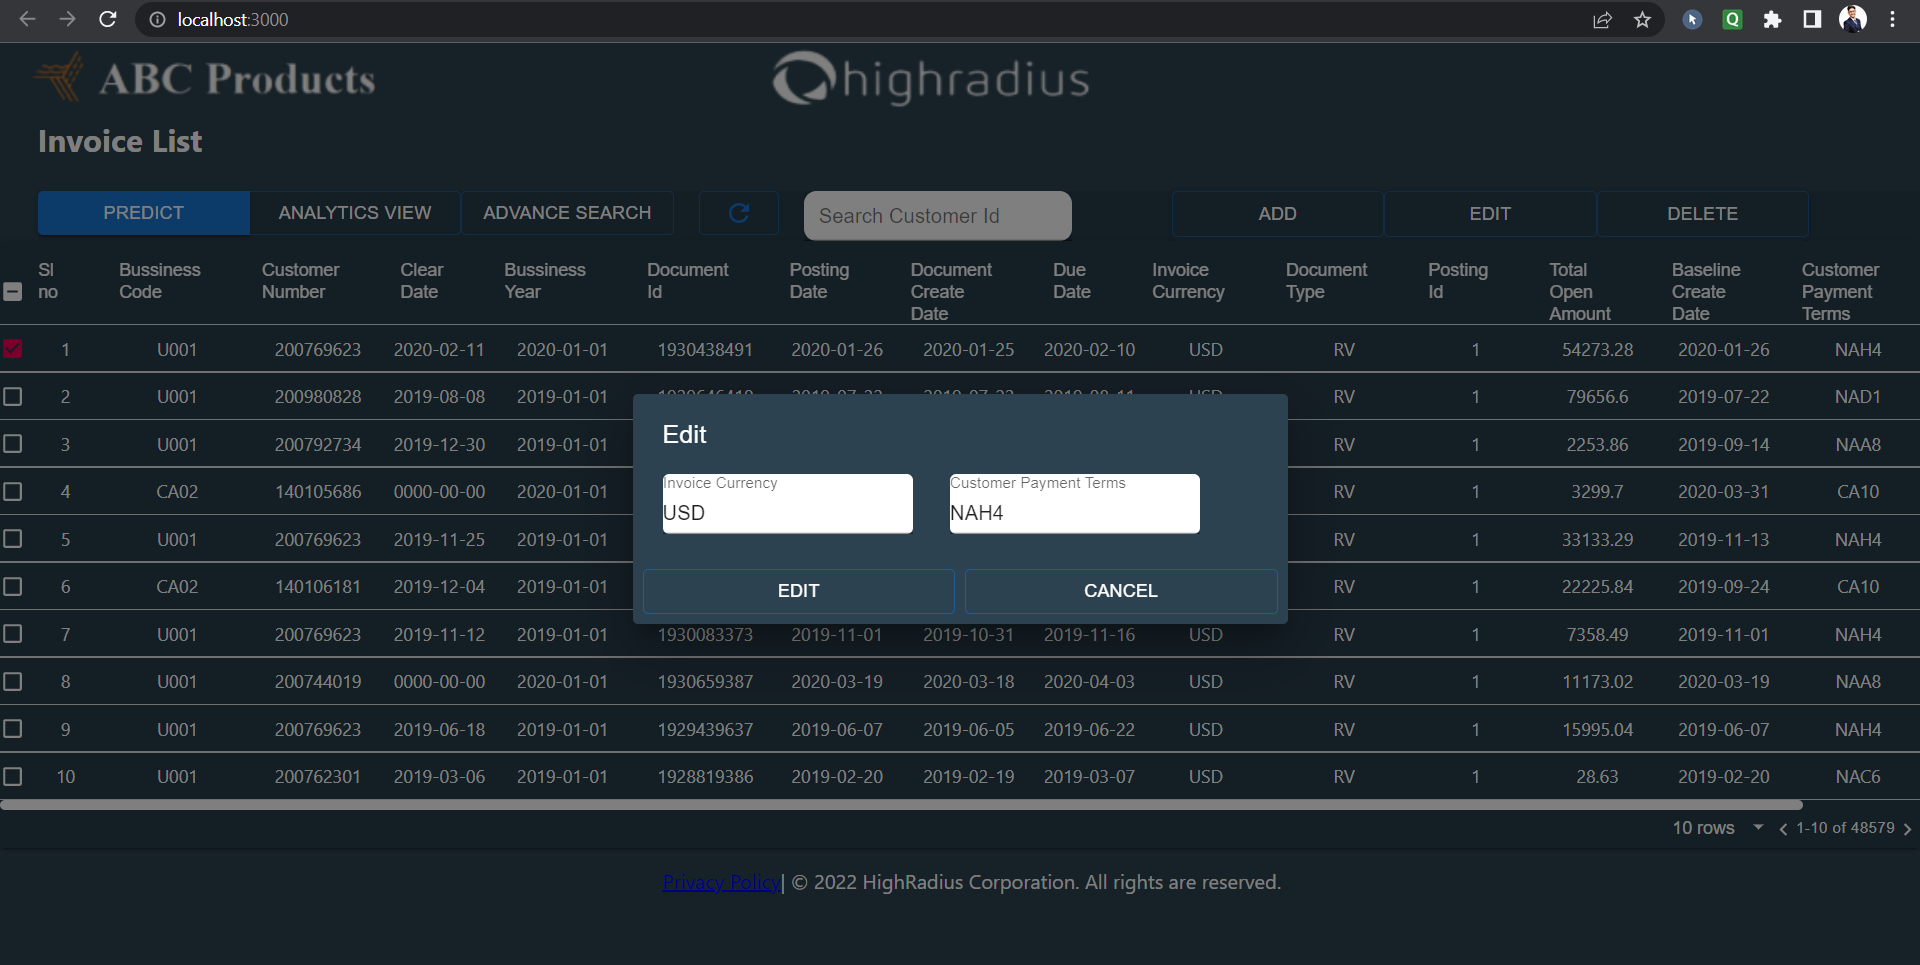 localhost:3000
ABC Products
highradius
Invoice List
PREDICT ANALYTICS VIEW ADVANCE SEARCH Search Customer Id ADD EDIT DELETE
Sl no Bussiness Code Customer Number Clear Date Bussiness Year Document Id Posting Date Document Create Date Due Date Invoice Currency Document Type Posting Id Total Open Amount Baseline Create Date Customer Payment Terms
1 U001 200769623 2020-02-11 2020-01-01 1930438491 2020-01-26 2020-01-25 2020-02-10 USD RV 1 54273.28 2020-01-26 NAH4
2 U001 200980828 2019-08-08 2019-01-01 RV 1 79656.6 2019-07-22 NAD1
3 U001 200792734 2019-12-30 2019-01-01 RV 1 2253.86 2019-09-14 NAA8
4 CA02 140105686 0000-00-00 2020-01-01 RV 1 3299.7 2020-03-31 CA10
5 U001 200769623 2019-11-25 2019-01-01 RV 1 33133.29 2019-11-13 NAH4
6 CA02 140106181 2019-12-04 2019-01-01 RV 1 22225.84 2019-09-24 CA10
7 U001 200769623 2019-11-12 2019-01-01 1930083373 2019-11-01 2019-10-31 2019-11-16 USD RV 1 7358.49 2019-11-01 NAH4
8 U001 200744019 0000-00-00 2020-01-01 1930659387 2020-03-19 2020-03-18 2020-04-03 USD RV 1 11173.02 2020-03-19 NAA8
9 U001 200769623 2019-06-18 2019-01-01 1929439637 2019-06-07 2019-06-05 2019-06-22 USD RV 1 15995.04 2019-06-07 NAH4
10 U001 200762301 2019-03-06 2019-01-01 1928819386 2019-02-20 2019-02-19 2019-03-07 USD RV 1 28.63 2019-02-20 NAC6
Edit
Invoice Currency Customer Payment Terms
USD NAH4
EDIT CANCEL
10 rows 1-10 of 48579
Privacy Policy| © 2022 HighRadius Corporation. All rights are reserved.